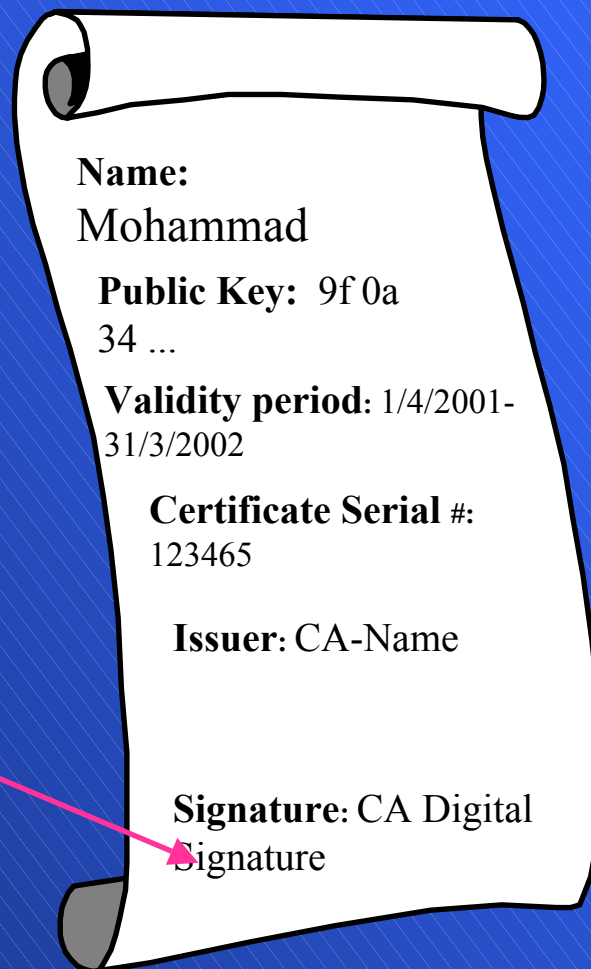 Name:
Mohammad
Public Key: 9f 0a
34 ...
Validity period: 1/4/2001-
31/3/2002
Certificate Serial #:
123465
Issuer: CA-Name
Signature: CA Digital
Signature